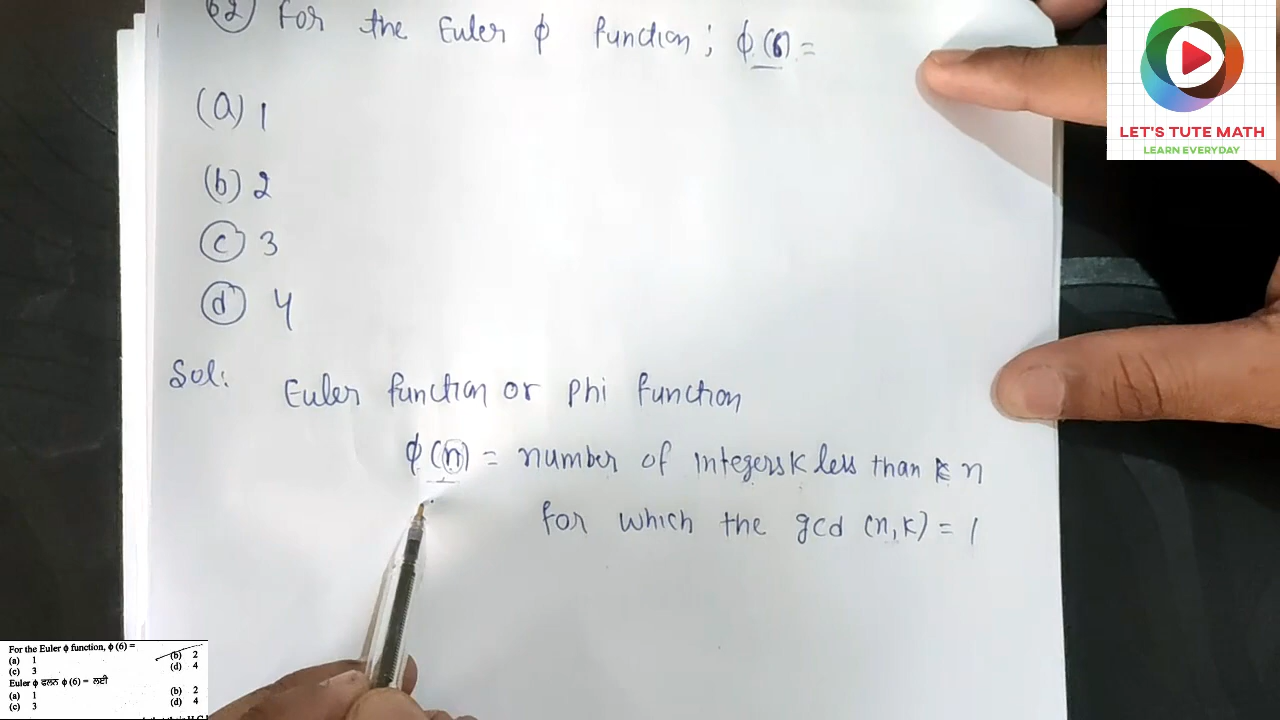 62) For the Euler ϕ function; ϕ(6) =
(a) 1
(b) 2
(c) 3
(d) 4
Sol: Euler function or Phi function
ϕ(n) = number of integers k less than n
for which the gcd (n,k) = 1
LET'S TUTE MATH
LEARN EVERYDAY
For the Euler ϕ function, ϕ (6) =
(a) 1 (b) 2
(c) 3 (d) 4
Euler ϕ ਫਲਨ ϕ (6) = ਲਈ
(a) 1 (b) 2
(c) 3 (d) 4